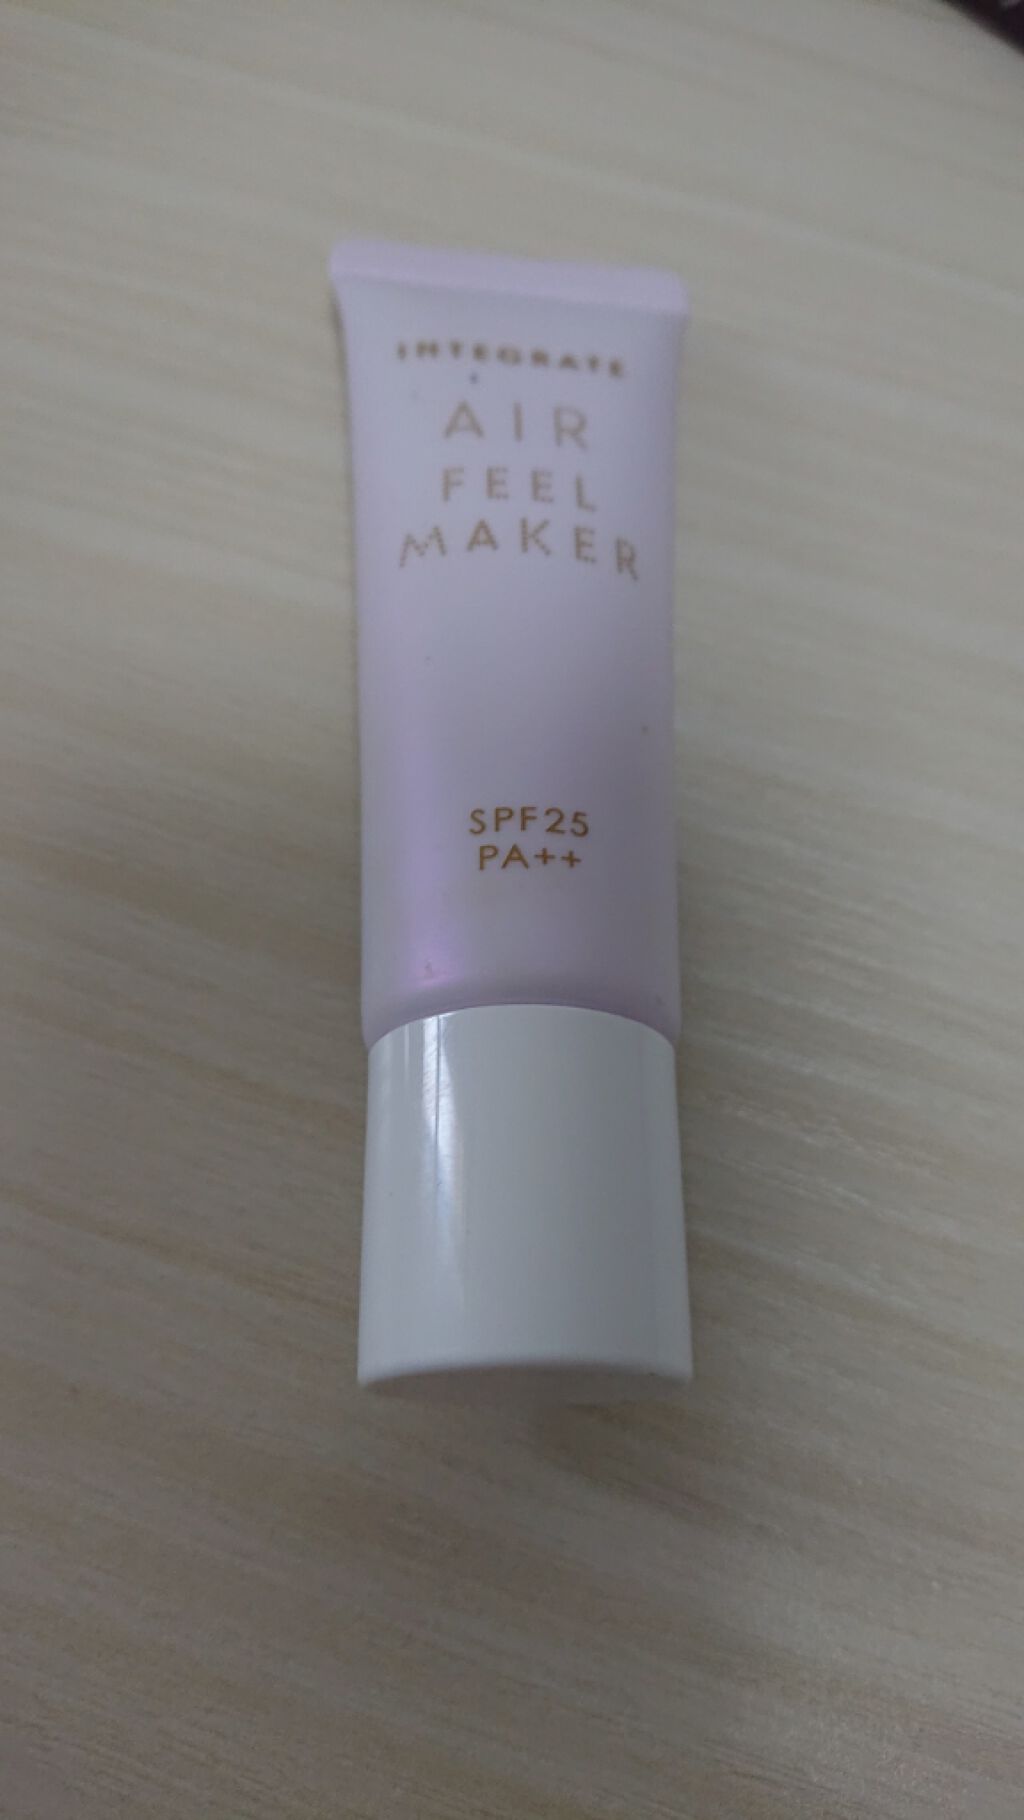 INTEGRATE
AIR
FEEL
MAKER
SPF25
PA++